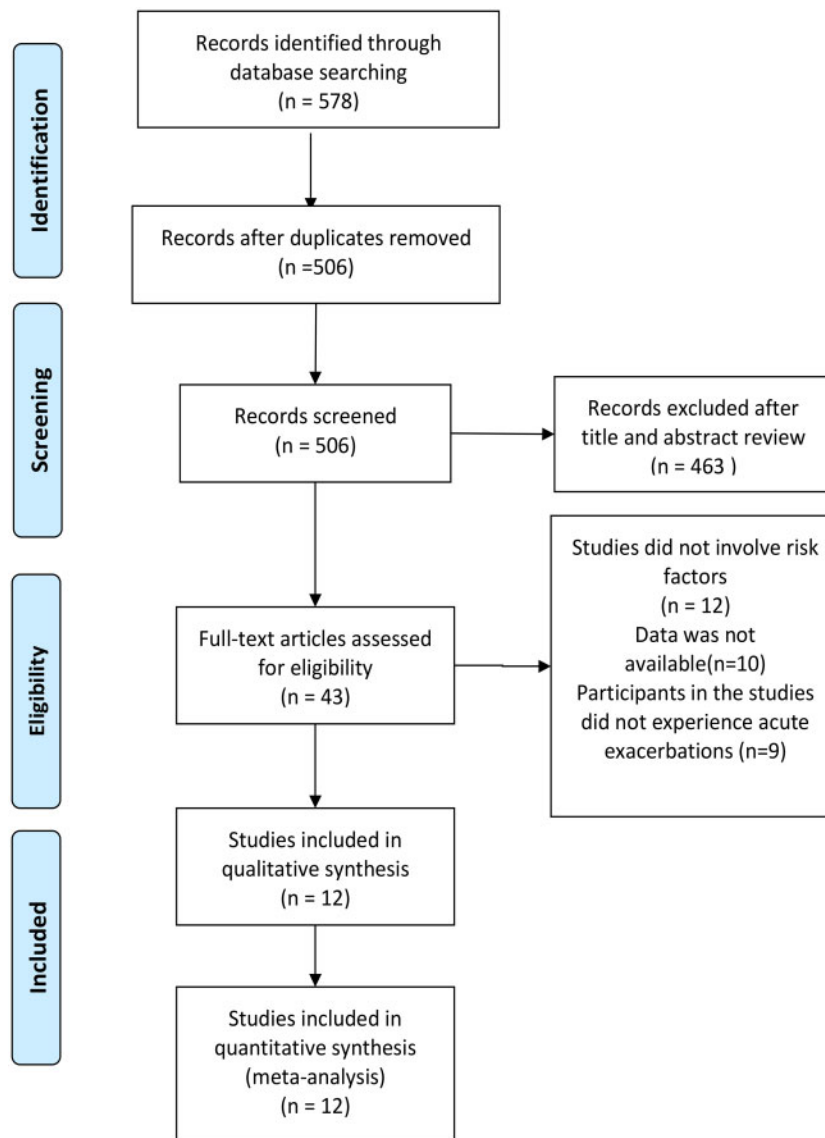 Identification
Records identified through
database searching
(n = 578)
Records after duplicates removed
(n =506)
Screening
Records screened
(n = 506)
Records excluded after
title and abstract review
(n = 463 )
Eligibility
Full-text articles assessed
for eligibility
(n = 43)
Studies did not involve risk
factors
(n = 12)
Data was not
available(n=10)
Participants in the studies
did not experience acute
exacerbations (n=9)
Included
Studies included in
qualitative synthesis
(n = 12)
Studies included in
quantitative synthesis
(meta-analysis)
(n = 12)